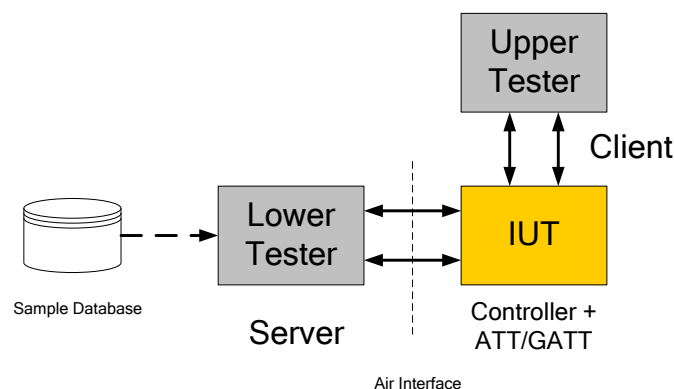 Upper
Tester
Client
Lower
Tester
IUT
Sample Database
Server
Controller +
ATT/GATT
Air Interface